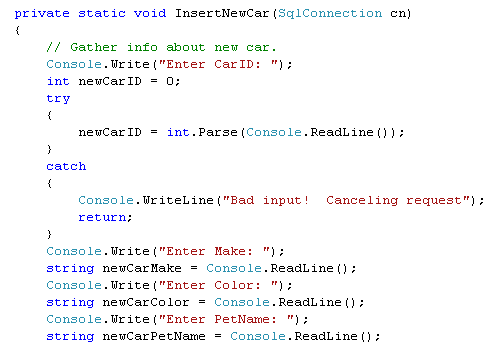 private static void InsertNewCar(SqlConnection cn)
{
    // Gather info about new car.
    Console.Write("Enter CarID: ");
    int newCarID = 0;
    try
    {
        newCarID = int.Parse(Console.ReadLine());
    }
    catch
    {
        Console.WriteLine("Bad input!  Canceling request");
        return;
    }
    Console.Write("Enter Make: ");
    string newCarMake = Console.ReadLine();
    Console.Write("Enter Color: ");
    string newCarColor = Console.ReadLine();
    Console.Write("Enter PetName: ");
    string newCarPetName = Console.ReadLine();